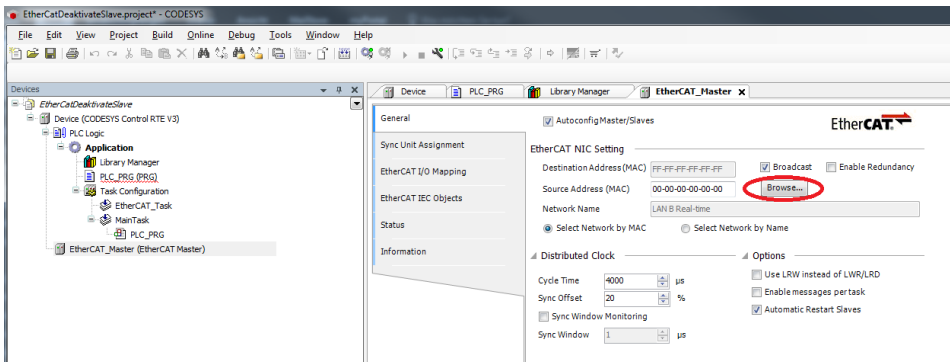 EtherCatDeaktivateSlave.project* - CODESYS
File Edit View Project Build Online Debug Tools Window Help
Devices
EtherCatDeaktivateSlave
Device (CODESYS Control RTE V3)
PLC Logic
Application
Library Manager
PLC_PRG (PRG)
Task Configuration
EtherCAT_Task
MainTask
PLC_PRG
EtherCAT_Master (EtherCAT Master)
Device PLC_PRG Library Manager EtherCAT_Master
General
Sync Unit Assignment
EtherCAT I/O Mapping
EtherCAT IEC Objects
Status
Information
Autoconfig Master/Slaves EtherCAT.
EtherCAT NIC Setting
Destination Address (MAC) FF-FF-FF-FF-FF-FF Broadcast Enable Redundancy
Source Address (MAC) 00-00-00-00-00-00 Browse...
Network Name LAN B Real-time
Select Network by MAC Select Network by Name
Distributed Clock
Cycle Time 4000 µs
Sync Offset 20 %
Sync Window Monitoring
Sync Window 1 µs
Options
Use LRW instead of LWR/LRD
Enable messages per task
Automatic Restart Slaves